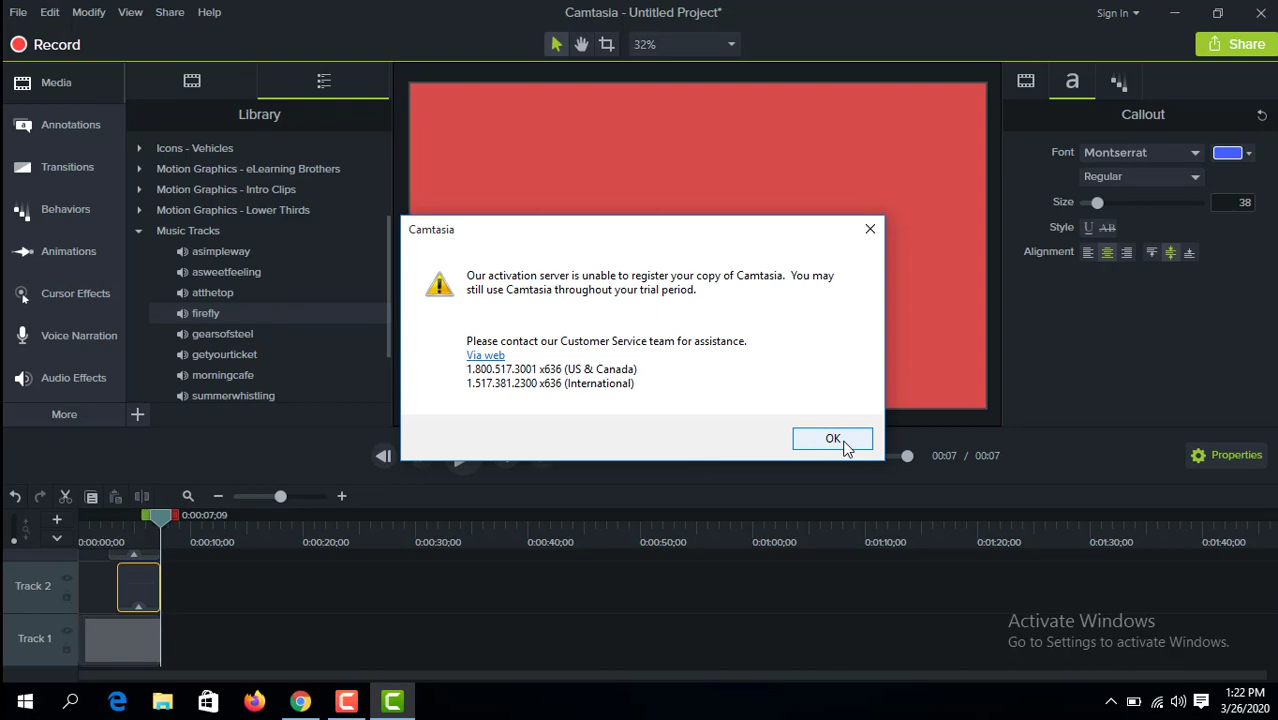 File Edit Modify View Share Help
Camtasia - Untitled Project*
Sign In
Record
32%
Share
Media
Annotations
Transitions
Behaviors
Animations
Cursor Effects
Voice Narration
Audio Effects
More
Library
Icons - Vehicles
Motion Graphics - eLearning Brothers
Motion Graphics - Intro Clips
Motion Graphics - Lower Thirds
Music Tracks
asimpleway
asweetfeeling
atthetop
firefly
gearsofsteel
getyourticket
morningcafe
summerwhistling
Camtasia
Our activation server is unable to register your copy of Camtasia. You may
still use Camtasia throughout your trial period.
Please contact our Customer Service team for assistance.
Via web
1.800.517.3001 x636 (US & Canada)
1.517.381.2300 x636 (International)
OK
a
Callout
Font Montserrat
Regular
Size 38
Style U AB
Alignment
00:07 / 00:07
Properties
0:00:07;09
0:00:00;00 0:00:10;00 0:00:20;00 0:00:30;00 0:00:40;00 0:00:50;00 0:01:00;00 0:01:10;00 0:01:20;00 0:01:30;00 0:01:40;00
Track 2
Track 1
Activate Windows
Go to Settings to activate Windows.
1:22 PM
3/26/2020